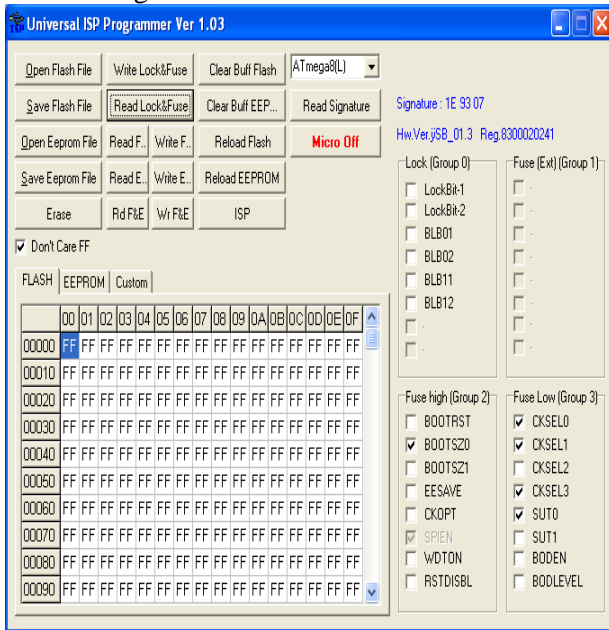 Universal ISP Programmer Ver 1.03
Open Flash File Write Lock&Fuse Clear Buff Flash ATmega8(L)
Save Flash File Read Lock&Fuse Clear Buff EEP... Read Signature
Open Eeprom File Read F.. Write F.. Reload Flash Micro Off
Save Eeprom File Read E.. Write E.. Reload EEPROM
Erase Rd F&E Wr F&E ISP
Don't Care FF
FLASH EEPROM Custom
00 01 02 03 04 05 06 07 08 09 0A 0B 0C 0D 0E 0F
00000 FF FF FF FF FF FF FF FF FF FF FF FF FF FF FF FF
00010 FF FF FF FF FF FF FF FF FF FF FF FF FF FF FF FF
00020 FF FF FF FF FF FF FF FF FF FF FF FF FF FF FF FF
00030 FF FF FF FF FF FF FF FF FF FF FF FF FF FF FF FF
00040 FF FF FF FF FF FF FF FF FF FF FF FF FF FF FF FF
00050 FF FF FF FF FF FF FF FF FF FF FF FF FF FF FF FF
00060 FF FF FF FF FF FF FF FF FF FF FF FF FF FF FF FF
00070 FF FF FF FF FF FF FF FF FF FF FF FF FF FF FF FF
00080 FF FF FF FF FF FF FF FF FF FF FF FF FF FF FF FF
00090 FF FF FF FF FF FF FF FF FF FF FF FF FF FF FF FF
Signature : 1E 93 07
Hw.Ver.ÿSB_01.3 Reg.8300020241
Lock (Group 0)
LockBit-1
LockBit-2
BLB01
BLB02
BLB11
BLB12
-
-
Fuse (Ext) (Group 1)
-
-
-
-
-
-
-
-
Fuse high (Group 2)
BOOTRST
BOOTSZ0
BOOTSZ1
EESAVE
CKOPT
SPIEN
WDTON
RSTDISBL
Fuse Low (Group 3)
CKSEL0
CKSEL1
CKSEL2
CKSEL3
SUT0
SUT1
BODEN
BODLEVEL